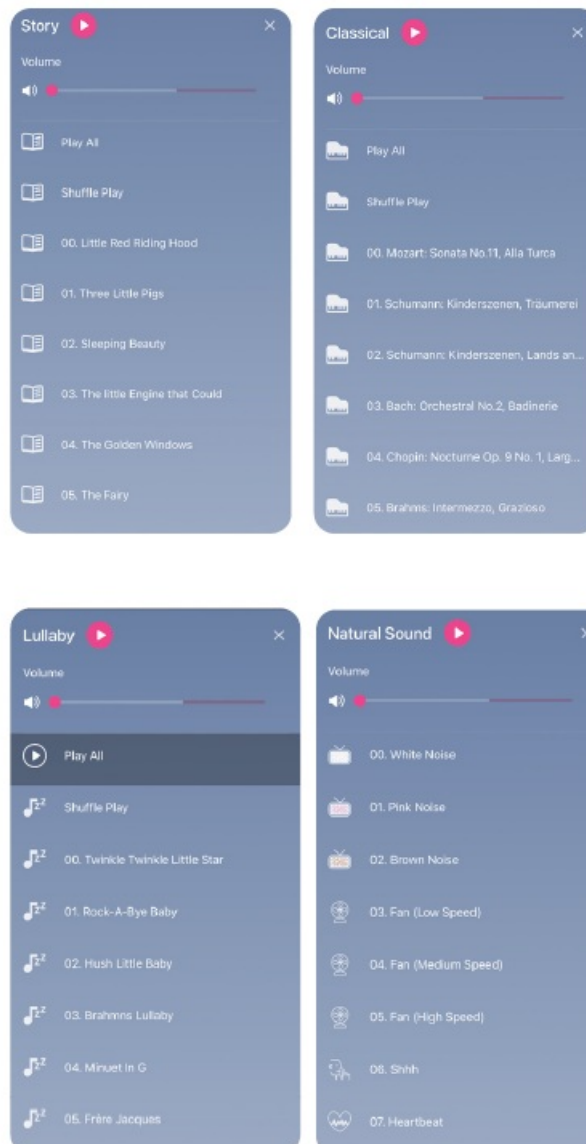 Story
Volume
Play All
Shuffle Play
00. Little Red Riding Hood
01. Three Little Pigs
02. Sleeping Beauty
03. The little Engine that Could
04. The Golden Windows
05. The Fairy
Classical
Volume
Play All
Shuffle Play
00. Mozart: Sonata No.11, Alla Turca
01. Schumann: Kinderszenen, Träumerei
02. Schumann: Kinderszenen, Lands an...
03. Bach: Orchestral No.2, Badinerie
04. Chopin: Nocturne Op. 9 No. 1, Larg...
05. Brahms: Intermezzo, Grazioso
Lullaby
Volume
Play All
Shuffle Play
00. Twinkle Twinkle Little Star
01. Rock-A-Bye Baby
02. Hush Little Baby
03. Brahmns Lullaby
04. Minuet In G
05. Frère Jacques
Natural Sound
Volume
00. White Noise
01. Pink Noise
02. Brown Noise
03. Fan (Low Speed)
04. Fan (Medium Speed)
05. Fan (High Speed)
06. Shhh
07. Heartbeat